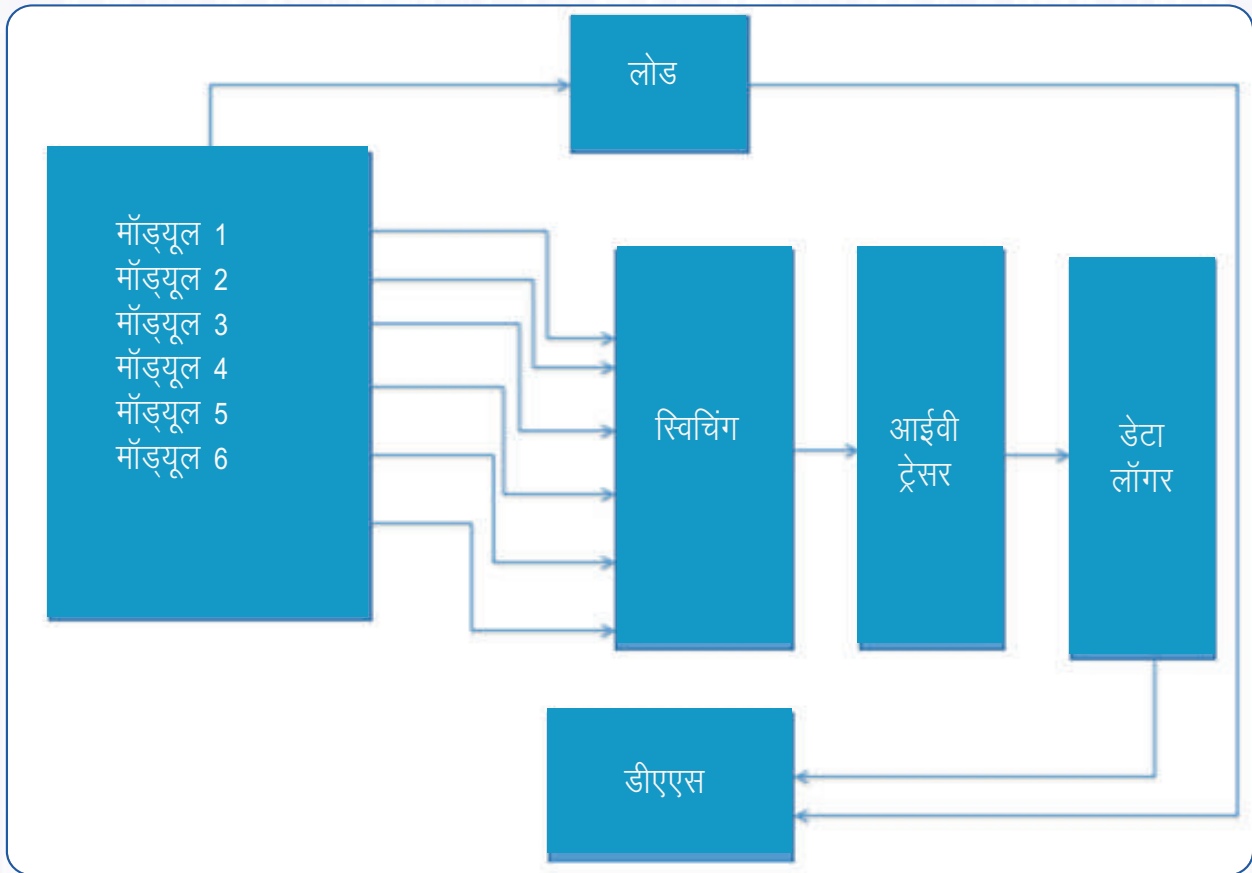 लोड
मॉड्यूल 1
मॉड्यूल 2
मॉड्यूल 3
मॉड्यूल 4
मॉड्यूल 5
मॉड्यूल 6
स्विचिंग
आईवी
ट्रेसर
डेटा
लॉगर
डीएएस